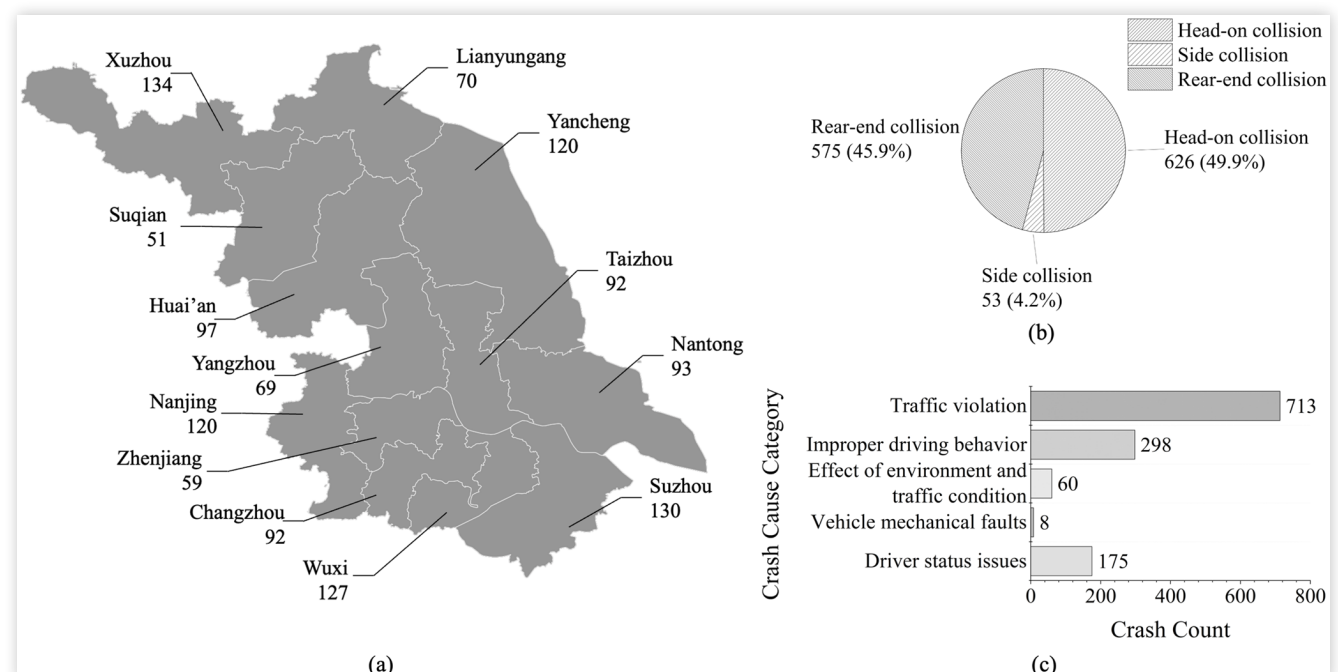 Xuzhou
134
Lianyungang
70
Yancheng
120
Suqian
51
Taizhou
92
Huai’an
97
Yangzhou
69
Nantong
93
Nanjing
120
Zhenjiang
59
Changzhou
92
Suzhou
130
Wuxi
127
(a)
Head-on collision
Side collision
Rear-end collision
Rear-end collision
575 (45.9%)
Head-on collision
626 (49.9%)
Side collision
53 (4.2%)
(b)
Crash Cause Category
Traffic violation
713
Improper driving behavior
298
Effect of environment and
traffic condition
60
Vehicle mechanical faults
8
Driver status issues
175
0 200 400 600 800
Crash Count
(c)